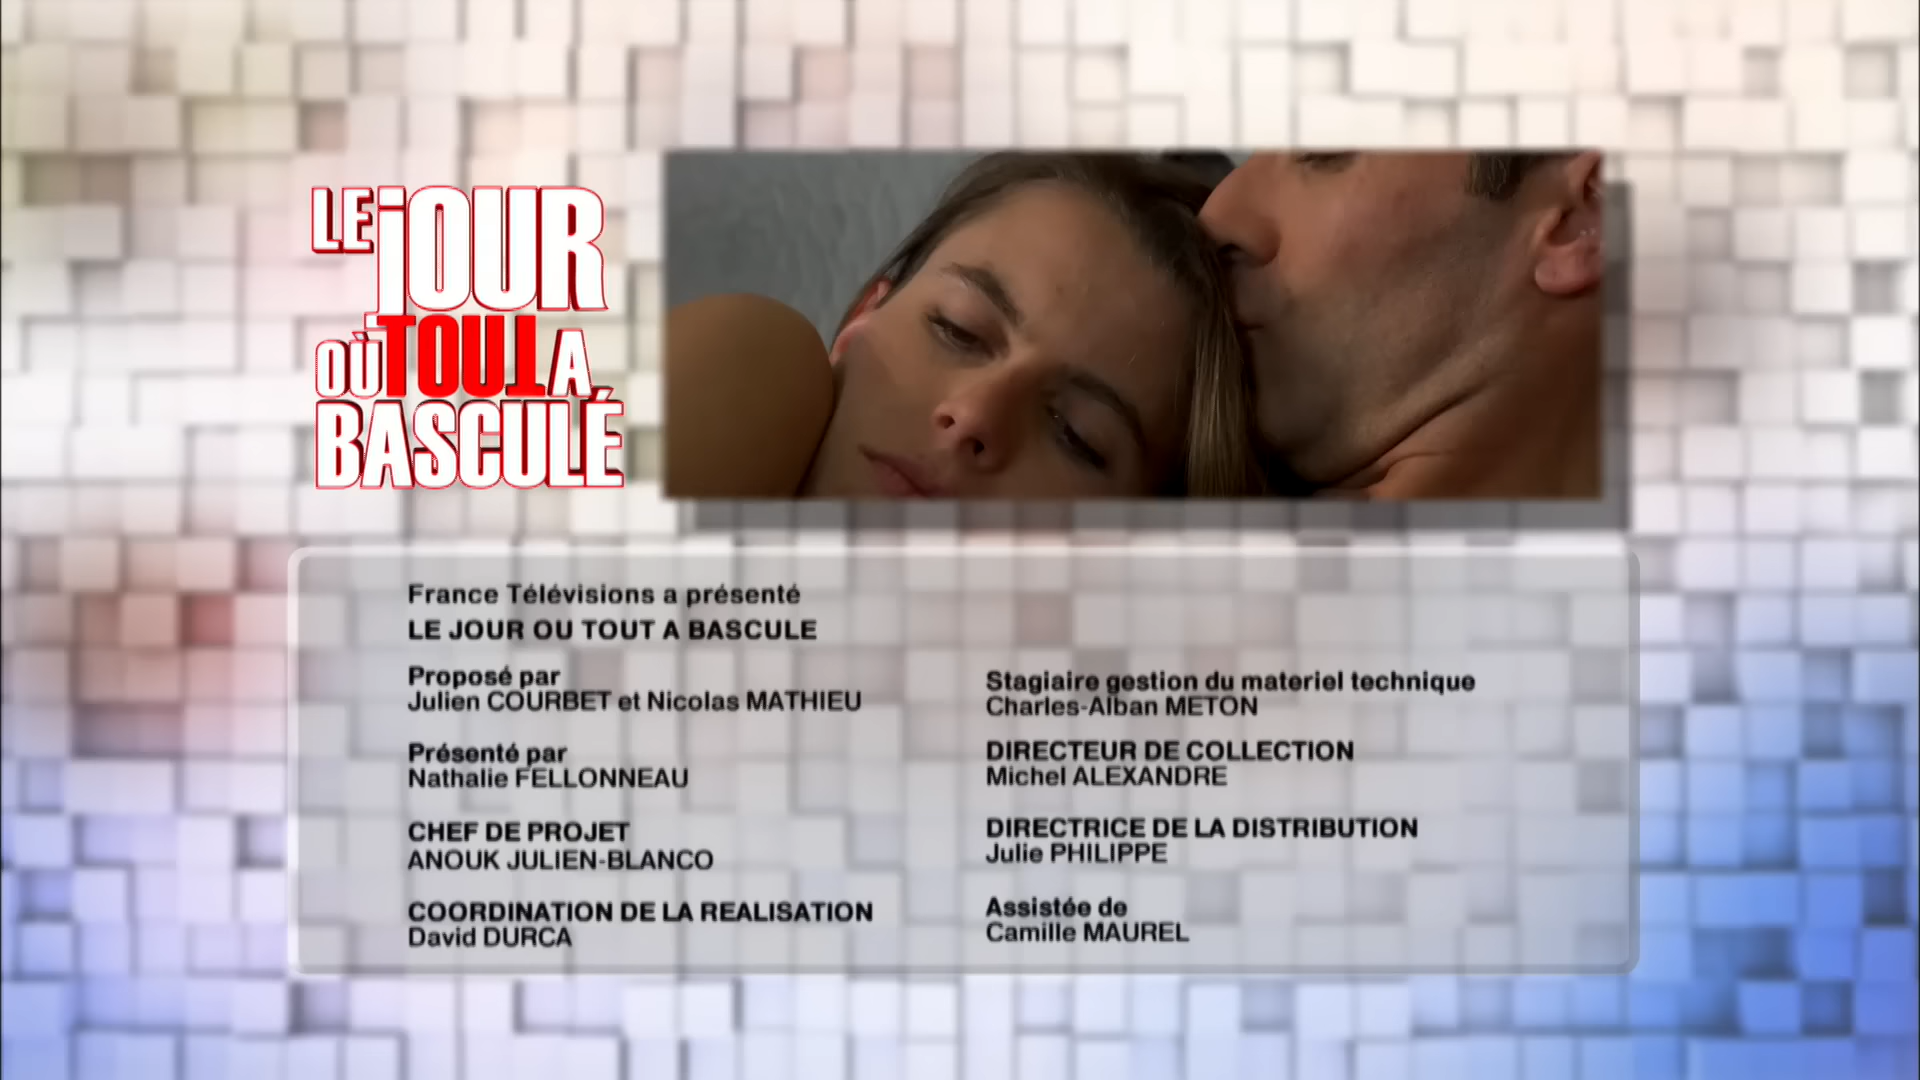 LE JOUR
OÙ TOUT A
BASCULÉ
France Télévisions a présenté
LE JOUR OU TOUT A BASCULE
Proposé par
Julien COURBET et Nicolas MATHIEU
Présenté par
Nathalie FELLONNEAU
CHEF DE PROJET
ANOUK JULIEN-BLANCO
COORDINATION DE LA REALISATION
David DURCA
Stagiaire gestion du materiel technique
Charles-Alban METON
DIRECTEUR DE COLLECTION
Michel ALEXANDRE
DIRECTRICE DE LA DISTRIBUTION
Julie PHILIPPE
Assistée de
Camille MAUREL